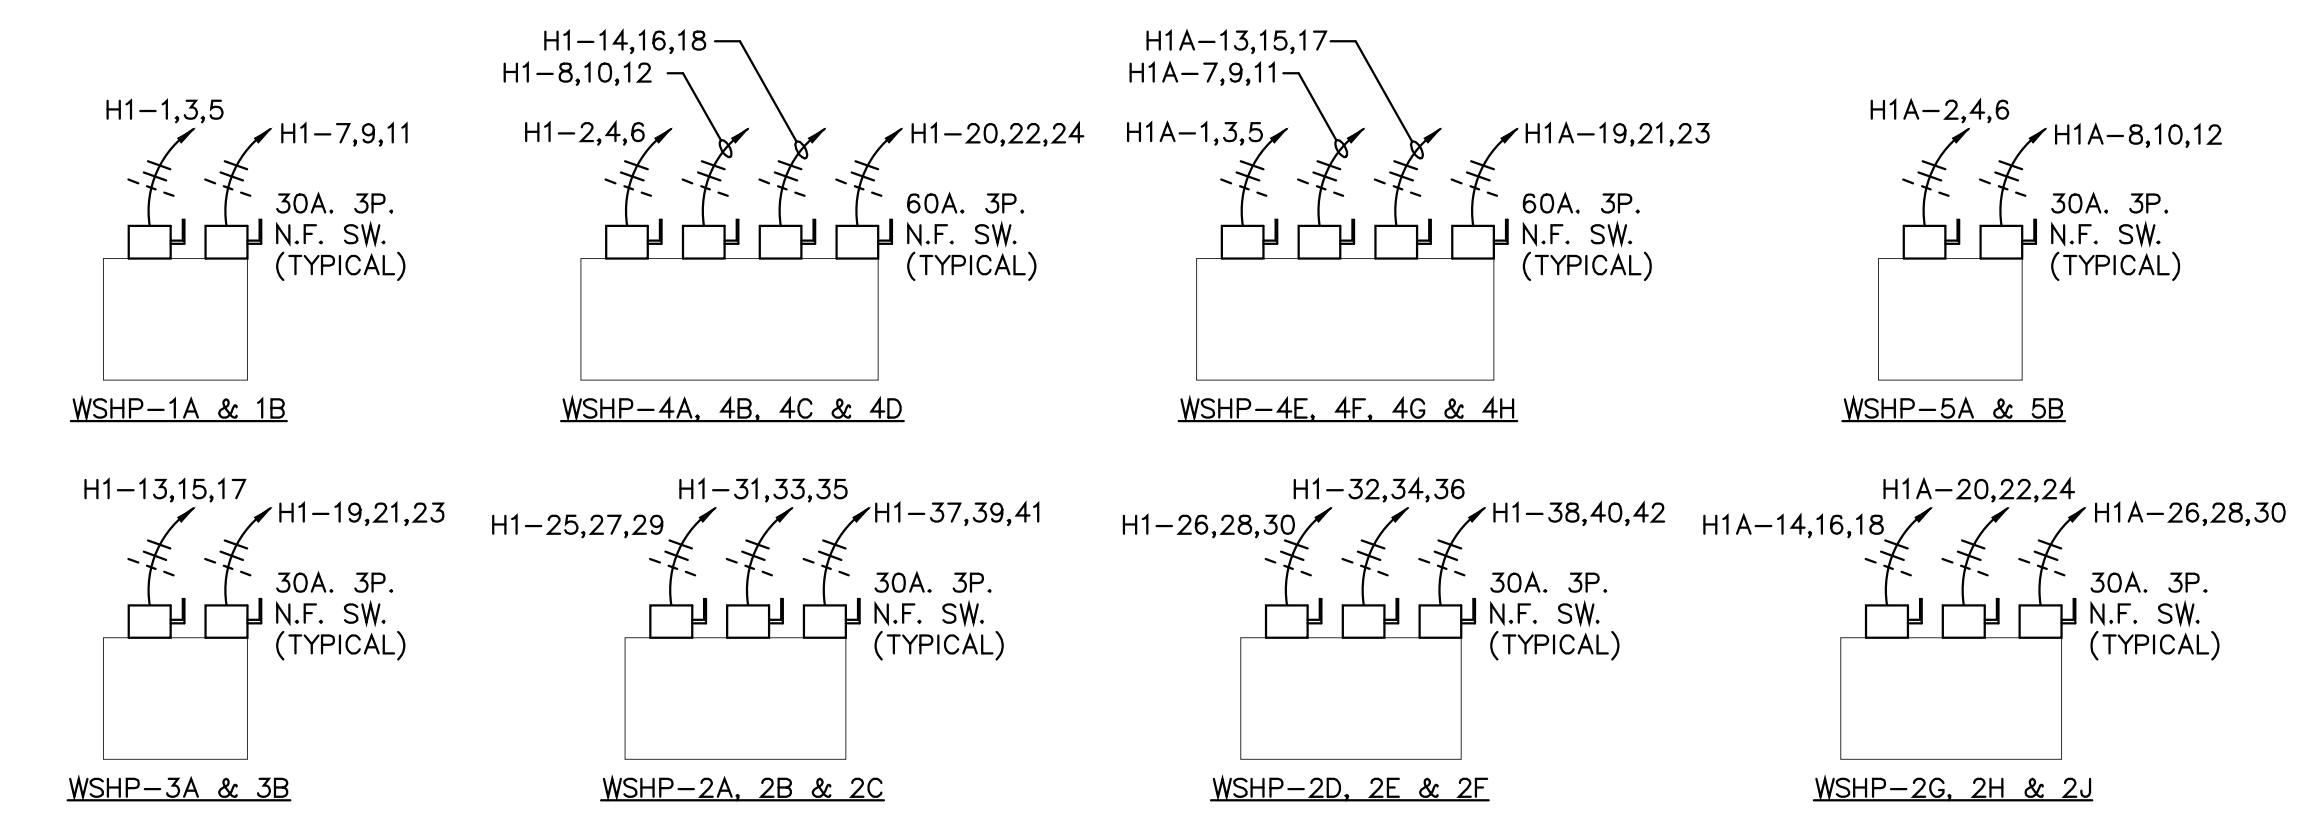 H1-1,3,5
H1-7,9,11
30A. 3P.
N.F. SW.
(TYPICAL)
WSHP-1A & 1B
H1-14,16,18
H1-8,10,12
H1-2,4,6
H1-20,22,24
60A. 3P.
N.F. SW.
(TYPICAL)
WSHP-4A, 4B, 4C & 4D
H1A-13,15,17
H1A-7,9,11
H1A-1,3,5
H1A-19,21,23
60A. 3P.
N.F. SW.
(TYPICAL)
WSHP-4E, 4F, 4G & 4H
H1A-2,4,6
H1A-8,10,12
30A. 3P.
N.F. SW.
(TYPICAL)
WSHP-5A & 5B
H1-13,15,17
H1-19,21,23
30A. 3P.
N.F. SW.
(TYPICAL)
WSHP-3A & 3B
H1-31,33,35
H1-25,27,29
H1-37,39,41
30A. 3P.
N.F. SW.
(TYPICAL)
WSHP-2A, 2B & 2C
H1-32,34,36
H1-26,28,30
H1-38,40,42
30A. 3P.
N.F. SW.
(TYPICAL)
WSHP-2D, 2E & 2F
H1A-20,22,24
H1A-14,16,18
H1A-26,28,30
30A. 3P.
N.F. SW.
(TYPICAL)
WSHP-2G, 2H & 2J